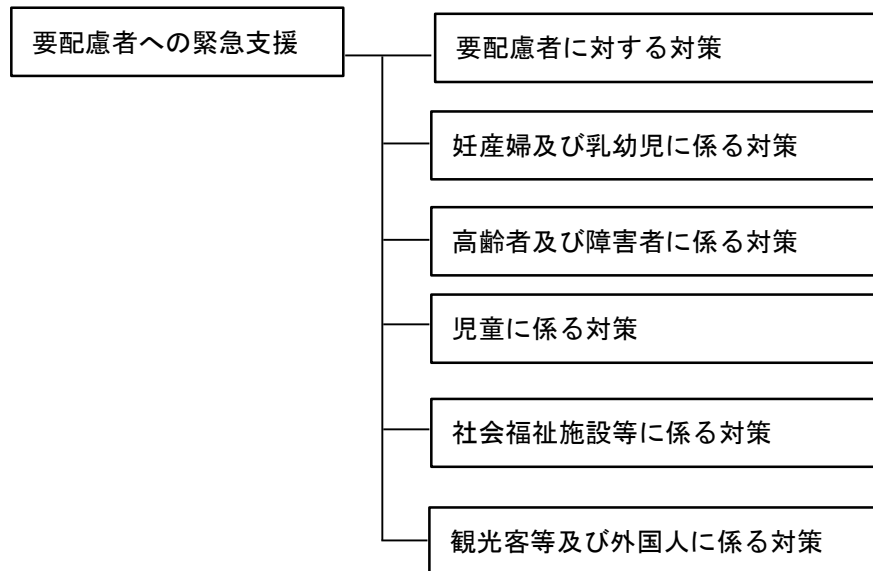 要配慮者への緊急支援
要配慮者に対する対策
妊産婦及び乳幼児に係る対策
高齢者及び障害者に係る対策
児童に係る対策
社会福祉施設等に係る対策
観光客等及び外国人に係る対策